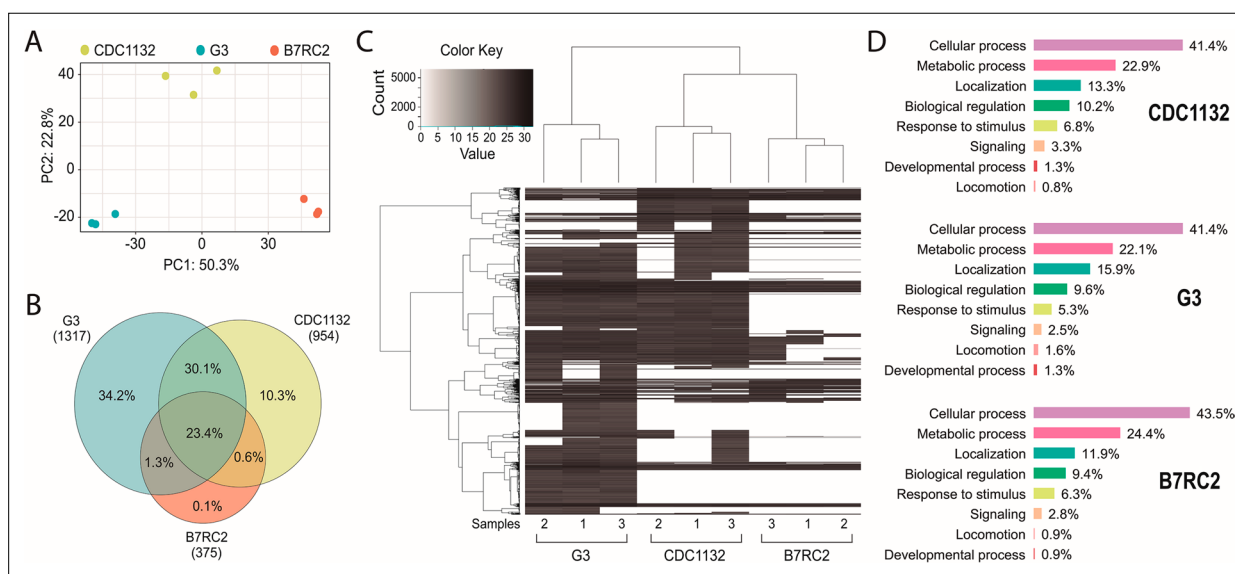 A
CDC1132 G3 B7RC2
40
20
0
-20
PC2: 22.8%
-30 0 30
PC1: 50.3%
B
G3
(1317)
CDC1132
(954)
34.2%
30.1%
10.3%
23.4%
1.3%
0.6%
0.1%
B7RC2
(375)
C
Color Key
Count
6000
4000
2000
0
0 5 10 15 20 25 30
Value
Samples 2 1 3 2 1 3 3 1 2
G3 CDC1132 B7RC2
D
CDC1132
Cellular process 41.4%
Metabolic process 22.9%
Localization 13.3%
Biological regulation 10.2%
Response to stimulus 6.8%
Signaling 3.3%
Developmental process 1.3%
Locomotion 0.8%
G3
Cellular process 41.4%
Metabolic process 22.1%
Localization 15.9%
Biological regulation 9.6%
Response to stimulus 5.3%
Signaling 2.5%
Locomotion 1.6%
Developmental process 1.3%
B7RC2
Cellular process 43.5%
Metabolic process 24.4%
Localization 11.9%
Biological regulation 9.4%
Response to stimulus 6.3%
Signaling 2.8%
Locomotion 0.9%
Developmental process 0.9%